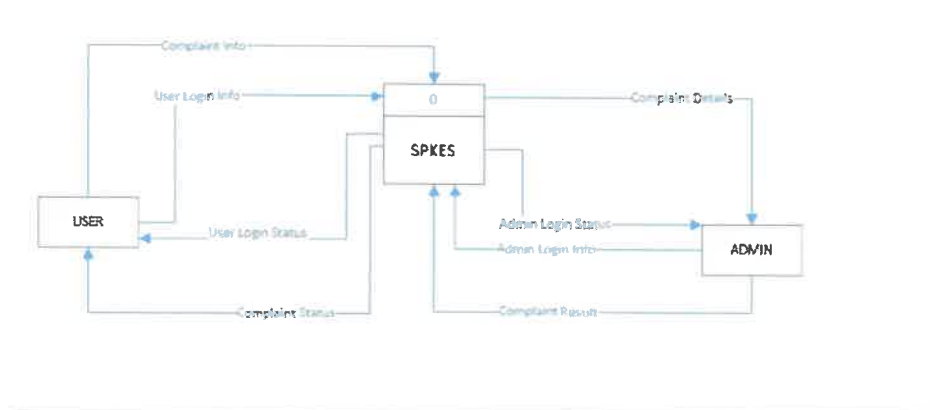 Complaint Info
User Login Info
0
Complaint Details
SPKES
USER
Admin Login Status
User Login Status
Admin Login Info
ADMIN
Complaint Status
Complaint Result